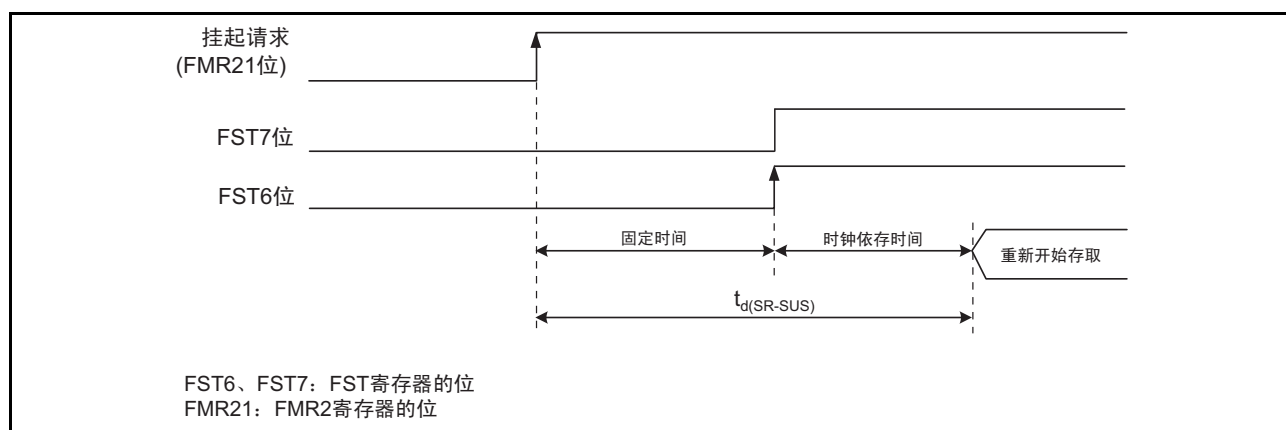 挂起请求
(FMR21位)
FST7位
FST6位
固定时间
时钟依存时间
重新开始存取
td(SR-SUS)
FST6、FST7：FST寄存器的位
FMR21：FMR2寄存器的位